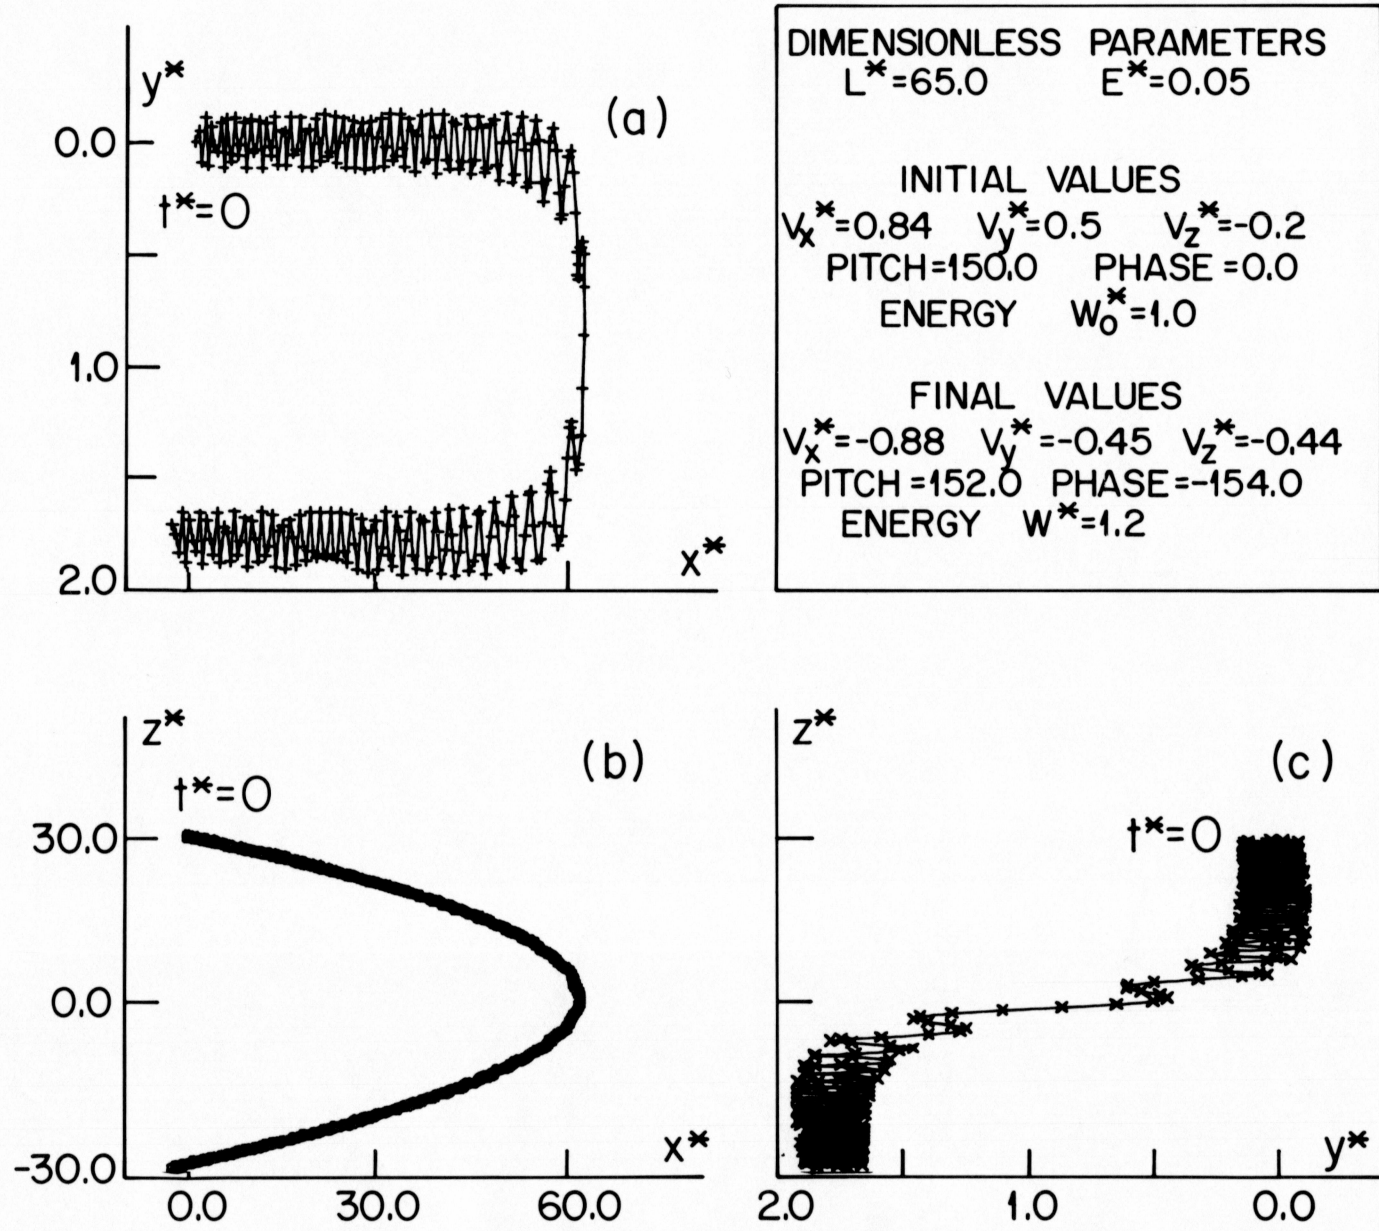 y*
(a)
0.0
t*=0
1.0
2.0
x*
DIMENSIONLESS PARAMETERS
L*=65.0 E*=0.05
INITIAL VALUES
Vx*=0.84 Vy*=0.5 Vz*=-0.2
PITCH=150.0 PHASE=0.0
ENERGY W0*=1.0
FINAL VALUES
Vx*=-0.88 Vy*=-0.45 Vz*=-0.44
PITCH=152.0 PHASE=-154.0
ENERGY W*=1.2
z*
(b)
t*=0
30.0
0.0
-30.0
x*
0.0 30.0 60.0
z*
(c)
t*=0
y*
2.0 1.0 0.0